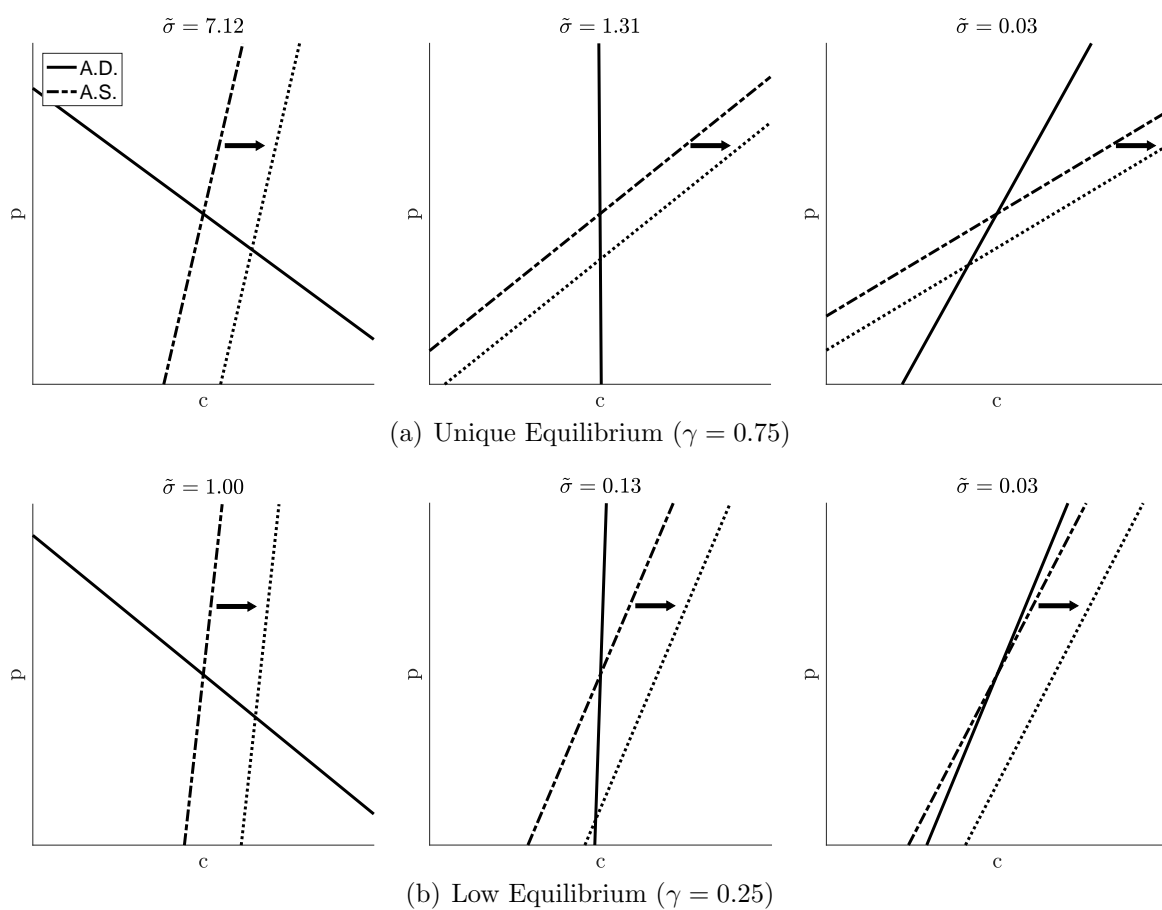 σ̃ = 7.12
σ̃ = 1.31
σ̃ = 0.03
A.D.
A.S.
p
p
p
c
c
c
(a) Unique Equilibrium (γ = 0.75)
σ̃ = 1.00
σ̃ = 0.13
σ̃ = 0.03
p
p
p
c
c
c
(b) Low Equilibrium (γ = 0.25)